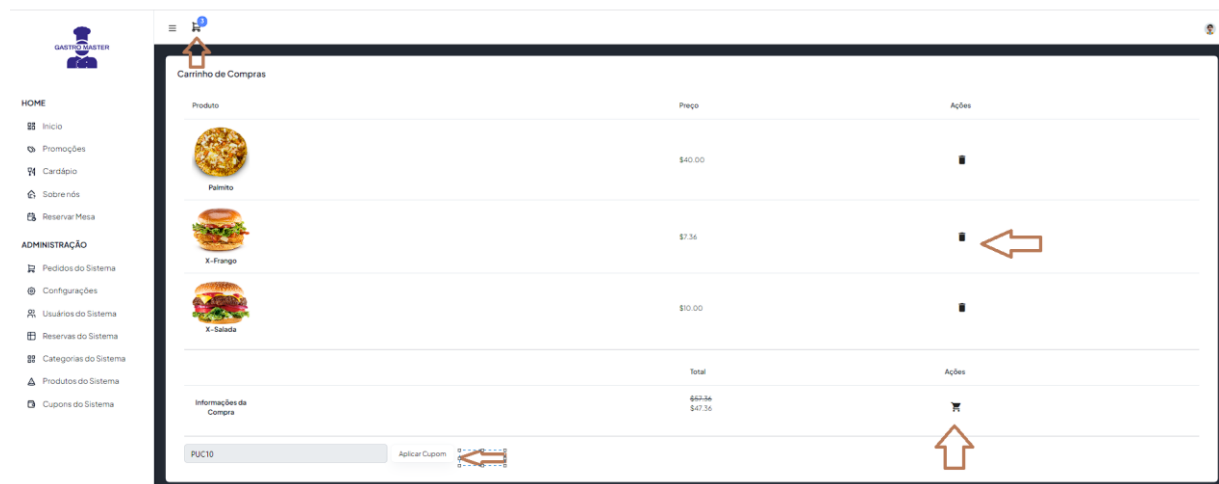 GASTRO MASTER
3
Carrinho de Compras
HOME
Inicio
Promoções
Cardápio
Sobre nós
Reservar Mesa
ADMINISTRAÇÃO
Pedidos do Sistema
Configurações
Usuários do Sistema
Reservas do Sistema
Categorias do Sistema
Produtos do Sistema
Cupons do Sistema
Produto Preço Ações
Palmito $40.00
X-Frango $7.36
X-Salada $10.00
Total Ações
Informações da
Compra
$57.36
$47.36
PUC10 Aplicar Cupom